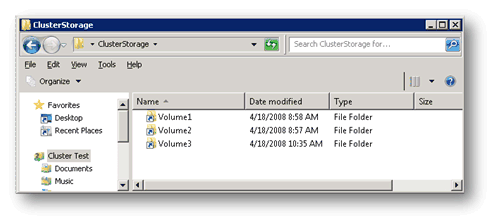 ClusterStorage
ClusterStorage
Search ClusterStorage for...
File Edit View Tools Help
Organize
Favorites
Desktop
Recent Places
Cluster Test
Documents
Music
Name Date modified Type Size
Volume1 4/18/2008 8:58 AM File Folder
Volume2 4/18/2008 8:57 AM File Folder
Volume3 4/18/2008 10:35 AM File Folder